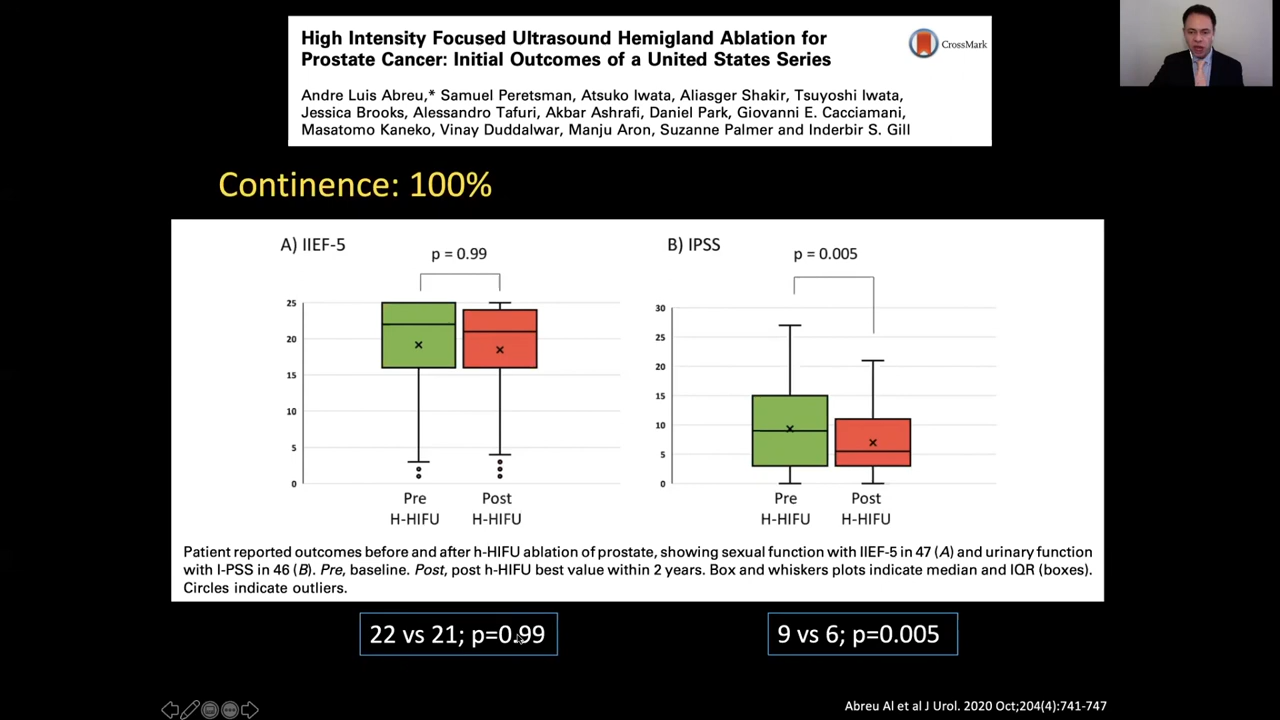 High Intensity Focused Ultrasound Hemigland Ablation for
Prostate Cancer: Initial Outcomes of a United States Series
CrossMark
Andre Luis Abreu,* Samuel Peretsman, Atsuko Iwata, Aliasger Shakir, Tsuyoshi Iwata,
Jessica Brooks, Alessandro Tafuri, Akbar Ashrafi, Daniel Park, Giovanni E. Cacciamani,
Masatomo Kaneko, Vinay Duddalwar, Manju Aron, Suzanne Palmer and Inderbir S. Gill
Continence: 100%
A) IIEF-5
p = 0.99
25
20
15
10
5
0
Pre
H-HIFU
Post
H-HIFU
B) IPSS
p = 0.005
30
25
20
15
10
5
0
Pre
H-HIFU
Post
H-HIFU
Patient reported outcomes before and after h-HIFU ablation of prostate, showing sexual function with IIEF-5 in 47 (A) and urinary function
with I-PSS in 46 (B). Pre, baseline. Post, post h-HIFU best value within 2 years. Box and whiskers plots indicate median and IQR (boxes).
Circles indicate outliers.
22 vs 21; p=0.99
9 vs 6; p=0.005
Abreu Al et al J Urol. 2020 Oct;204(4):741-747